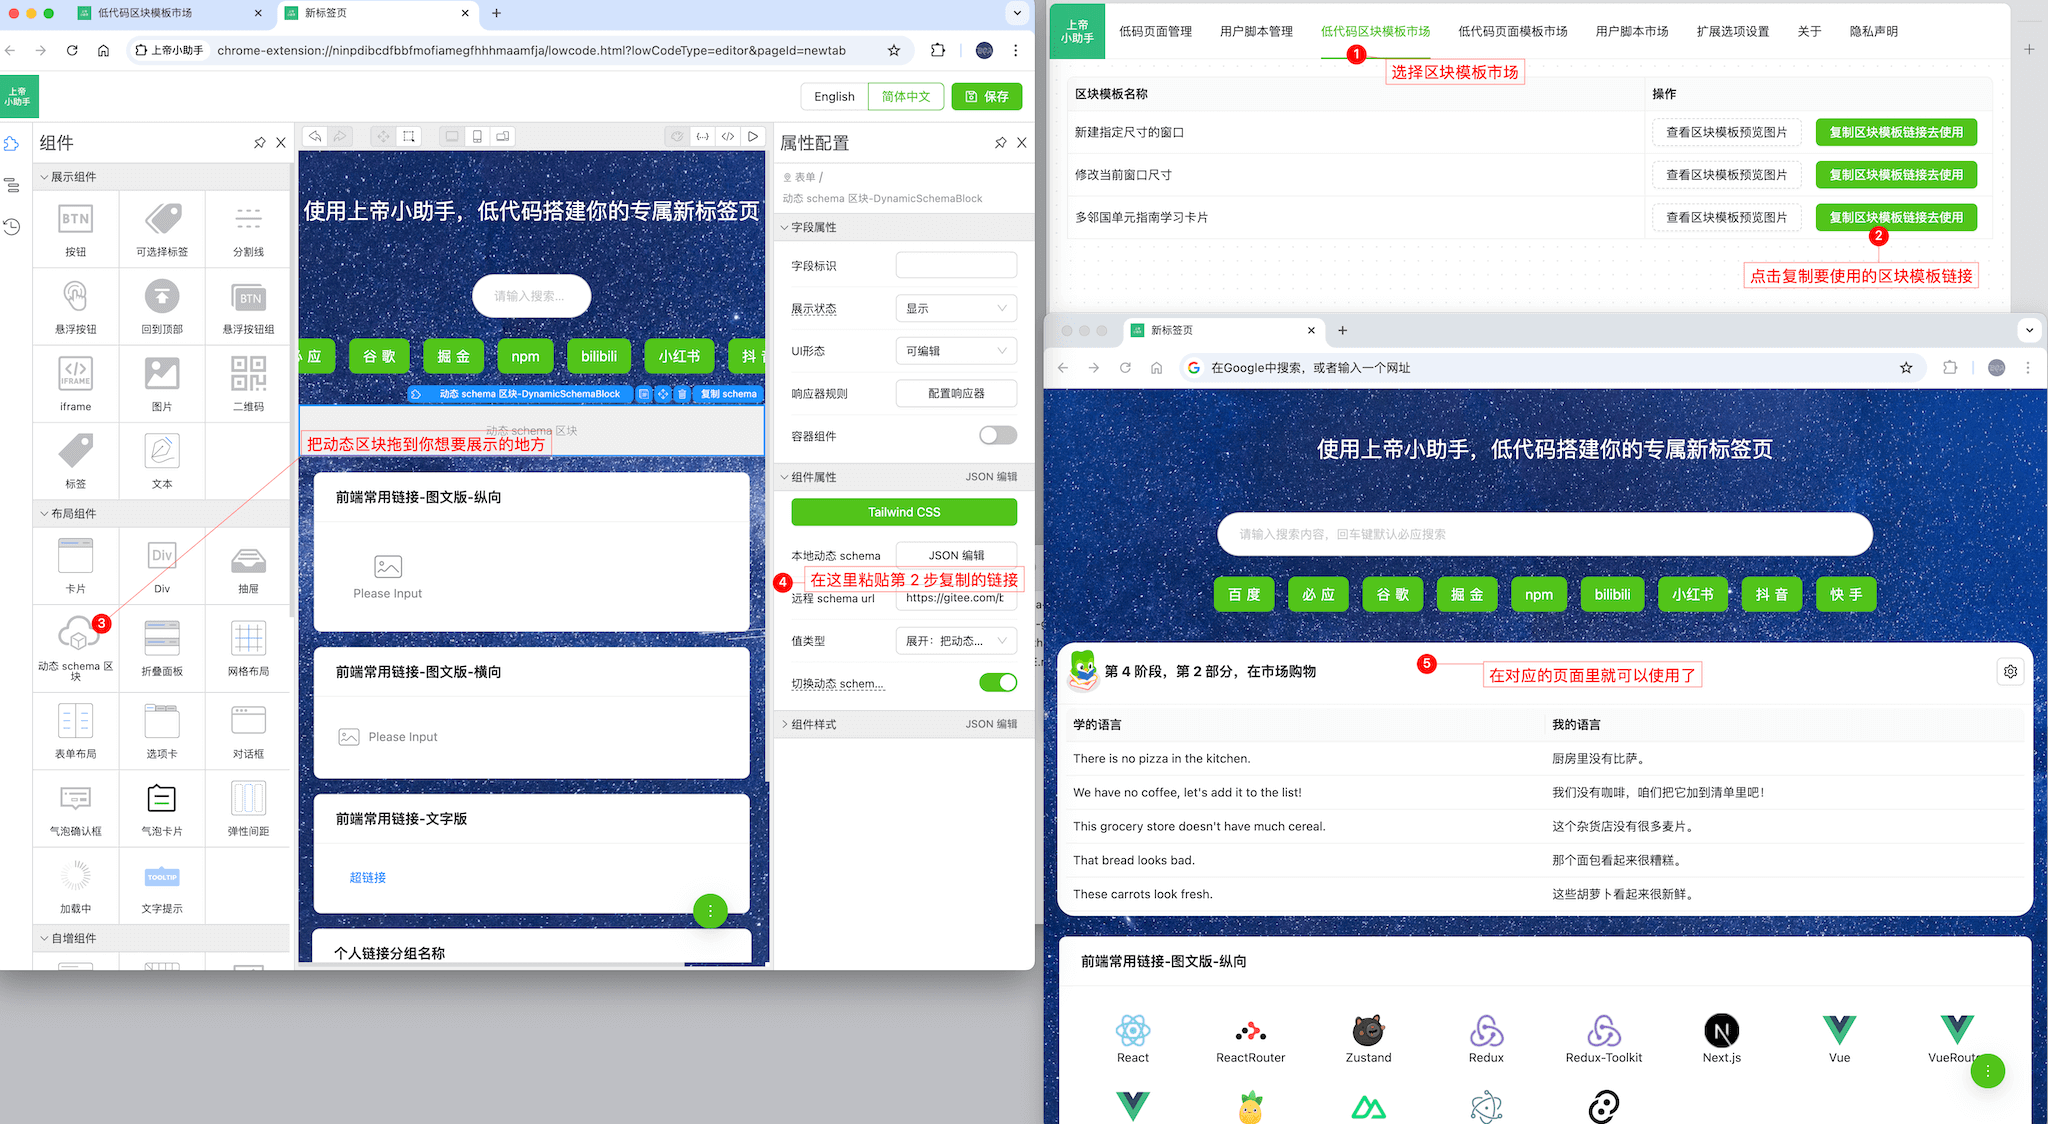 低代码区块模板市场
新标签页
上帝小助手
chrome-extension://ninpdibcdfbbfmofiamegfhhhmaamfja/lowcode.html?lowCodeType=editor&pageId=newtab
上帝
小助手
English
简体中文
保存
组件
展示组件
BTN
按钮
可选择标签
分割线
悬浮按钮
回到顶部
BTN
悬浮按钮组
IFRAME
iframe
图片
二维码
标签
文本
布局组件
卡片
Div
Div
抽屉
3
动态 schema 区
块
折叠面板
网格布局
表单布局
选项卡
对话框
气泡确认框
气泡卡片
弹性间距
加载中
TOOLTIP
文字提示
自增组件
使用上帝小助手，低代码搭建你的专属新标签页
请输入搜索...
必 应
谷 歌
掘 金
npm
bilibili
小红书
抖 音
动态 schema 区块-DynamicSchemaBlock
复制 schema
动态 schema 区块
把动态区块拖到你想要展示的地方
前端常用链接-图文版-纵向
Please Input
前端常用链接-图文版-横向
Please Input
前端常用链接-文字版
超链接
个人链接分组名称
属性配置
表单 /
动态 schema 区块-DynamicSchemaBlock
字段属性
字段标识
展示状态
显示
UI形态
可编辑
响应器规则
配置响应器
容器组件
组件属性
JSON 编辑
Tailwind CSS
本地动态 schema
JSON 编辑
4
在这里粘贴第 2 步复制的链接
远程 schema url
https://gitee.com/b
值类型
展开：把动态...
切换动态 schem...
组件样式
JSON 编辑
上帝
小助手
低码页面管理
用户脚本管理
低代码区块模板市场
低代码页面模板市场
用户脚本市场
扩展选项设置
关于
隐私声明
1
选择区块模板市场
区块模板名称
操作
新建指定尺寸的窗口
查看区块模板预览图片
复制区块模板链接去使用
修改当前窗口尺寸
查看区块模板预览图片
复制区块模板链接去使用
多邻国单元指南学习卡片
查看区块模板预览图片
复制区块模板链接去使用
2
点击复制要使用的区块模板链接
新标签页
在Google中搜索，或者输入一个网址
使用上帝小助手，低代码搭建你的专属新标签页
请输入搜索内容，回车键默认必应搜索
百 度
必 应
谷 歌
掘 金
npm
bilibili
小红书
抖 音
快 手
第 4 阶段，第 2 部分，在市场购物
5
在对应的页面里就可以使用了
学的语言
我的语言
There is no pizza in the kitchen.
厨房里没有比萨。
We have no coffee, let's add it to the list!
我们没有咖啡，咱们把它加到清单里吧！
This grocery store doesn't have much cereal.
这个杂货店没有很多麦片。
That bread looks bad.
那个面包看起来很糟糕。
These carrots look fresh.
这些胡萝卜看起来很新鲜。
前端常用链接-图文版-纵向
React
ReactRouter
Zustand
Redux
Redux-Toolkit
Next.js
Vue
VueRout